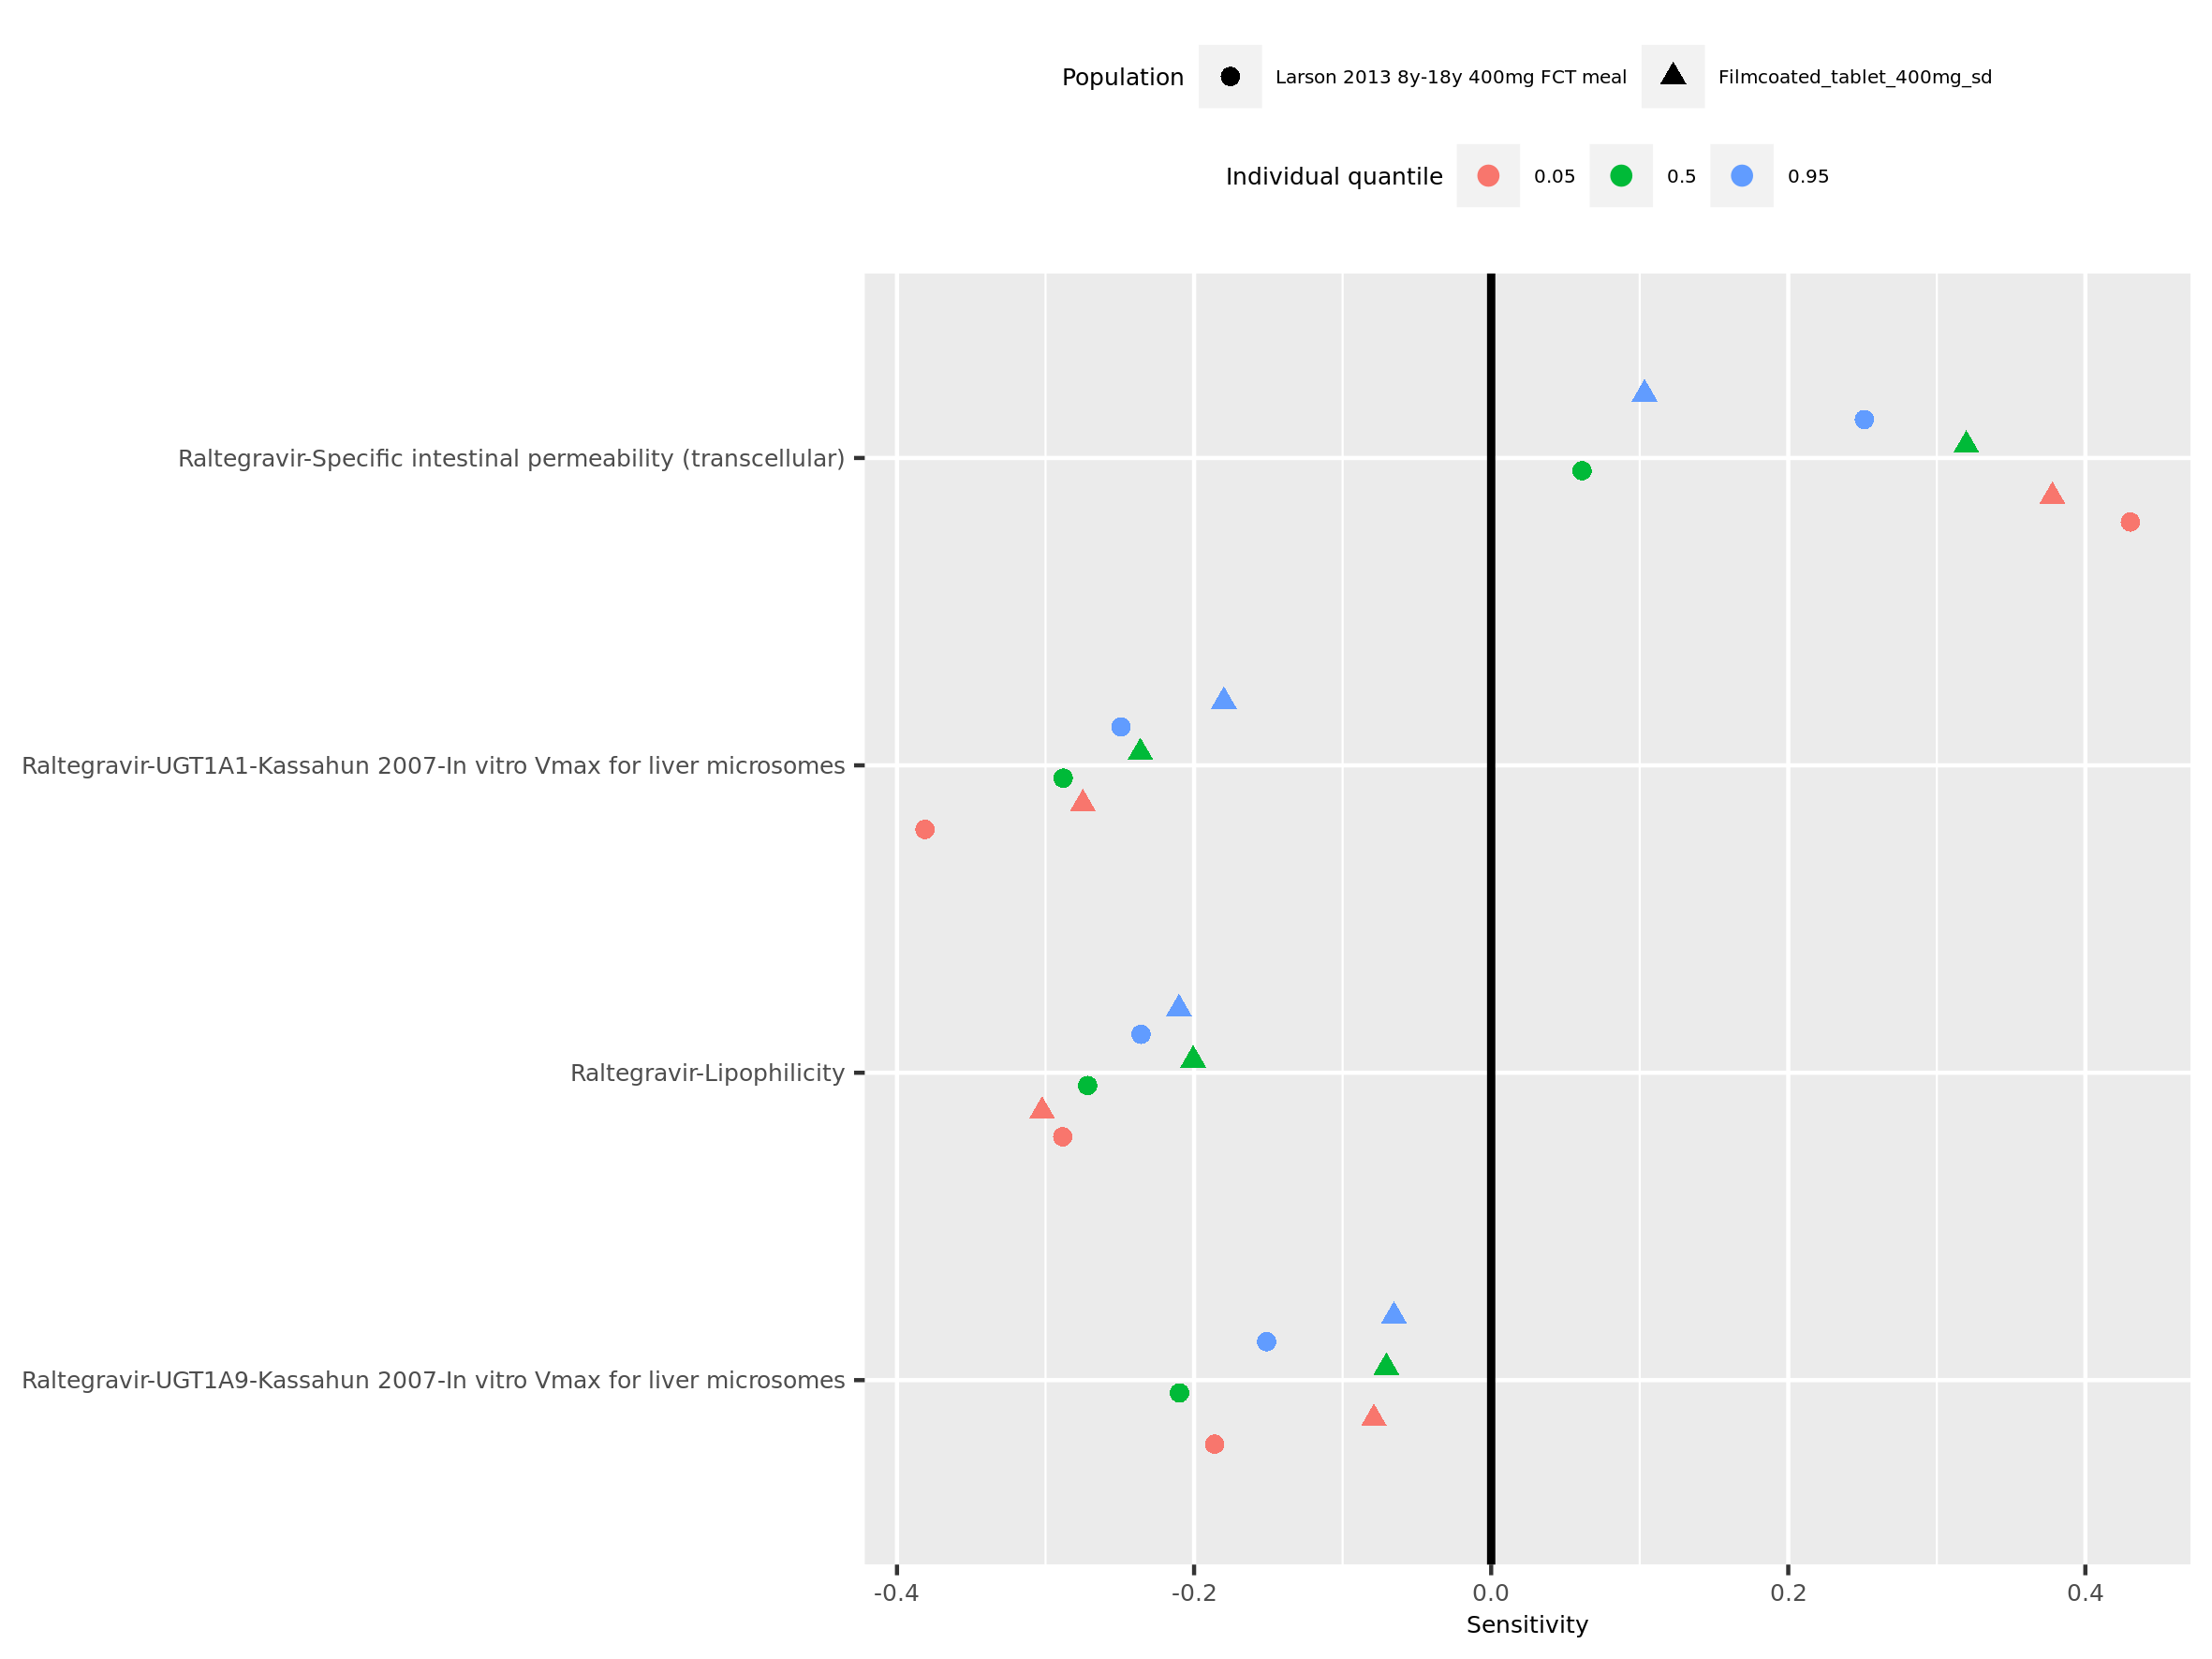 Population Larson 2013 8y-18y 400mg FCT meal Filmcoated_tablet_400mg_sd
Individual quantile 0.05 0.5 0.95
Raltegravir-Specific intestinal permeability (transcellular)
Raltegravir-UGT1A1-Kassahun 2007-In vitro Vmax for liver microsomes
Raltegravir-Lipophilicity
Raltegravir-UGT1A9-Kassahun 2007-In vitro Vmax for liver microsomes
-0.4 -0.2 0.0 0.2 0.4
Sensitivity